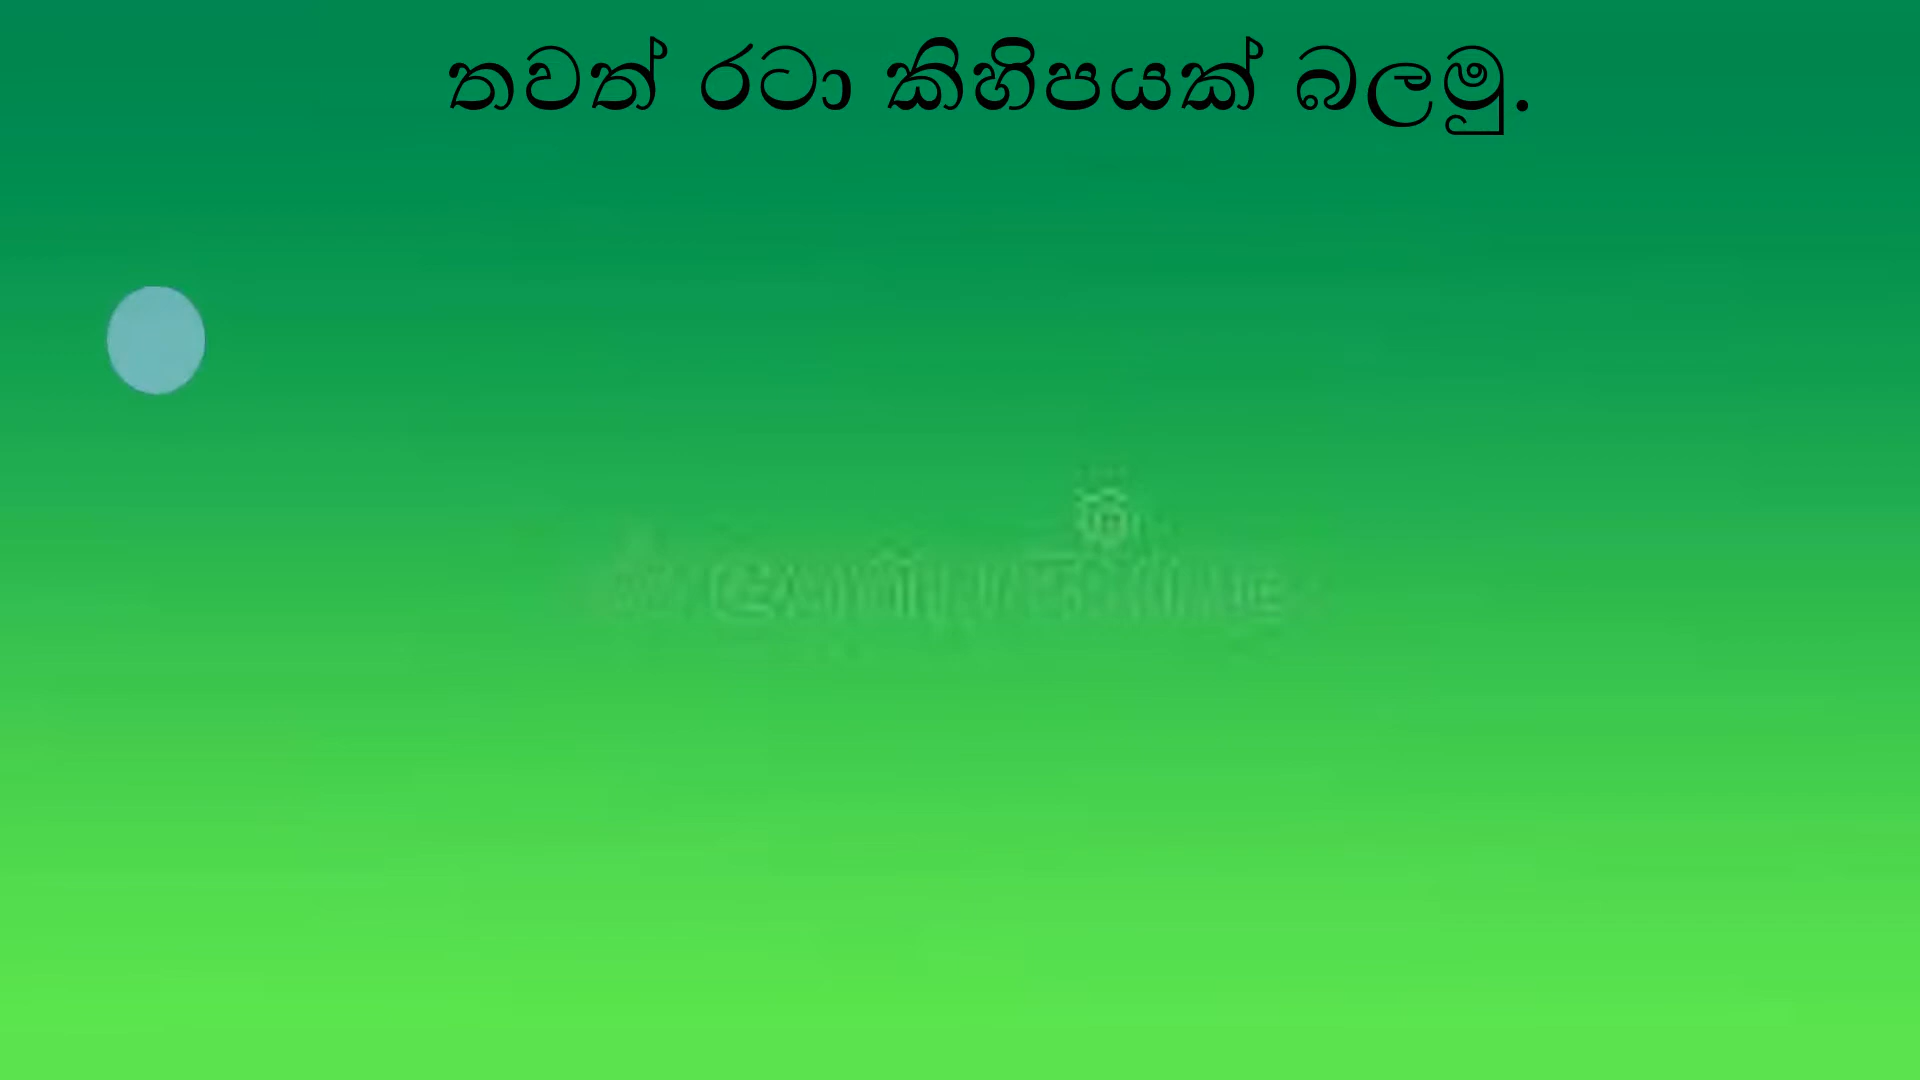 තවත් රටා කිහිපයක් බලමු.